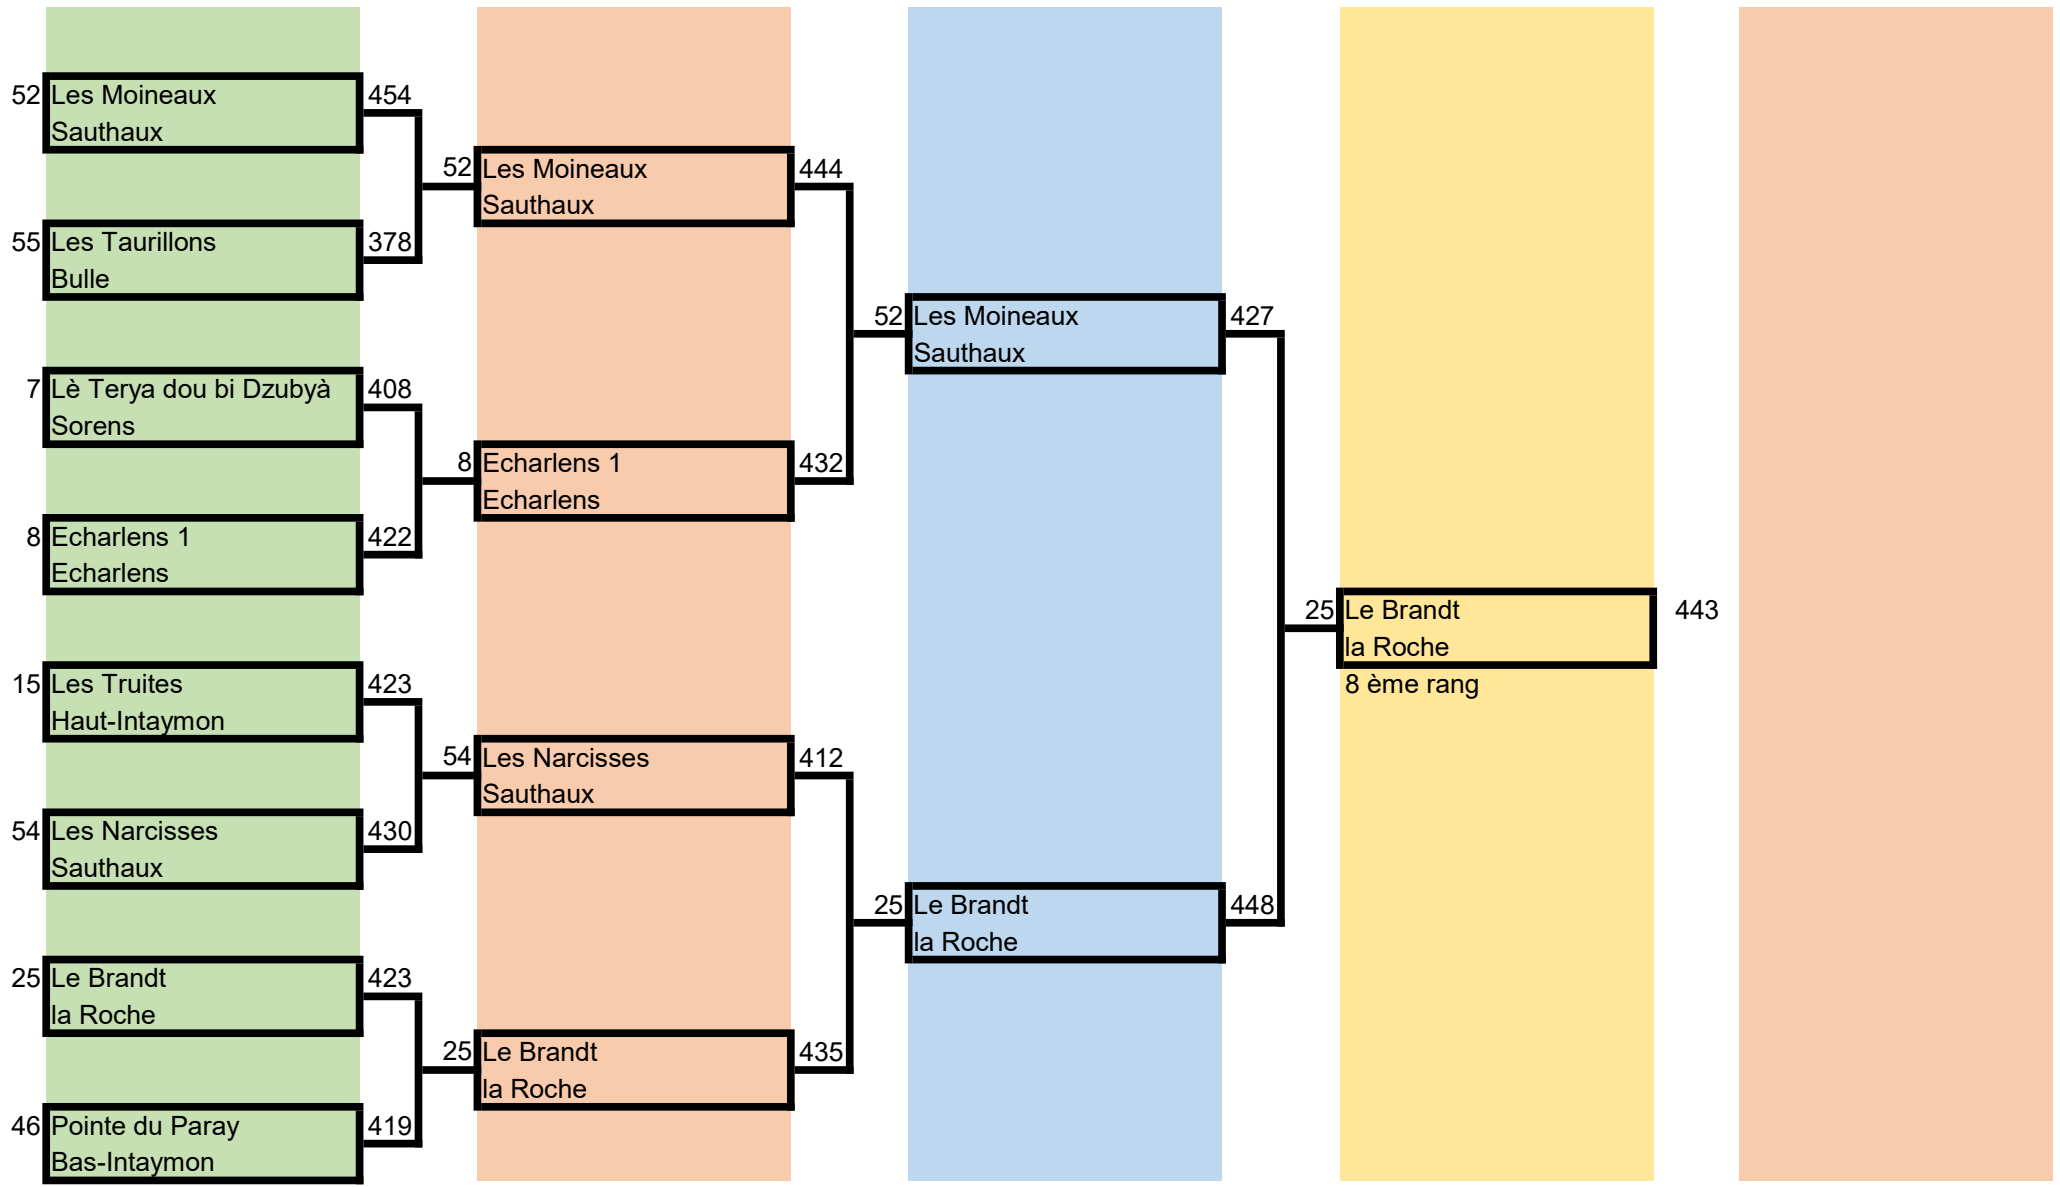 52 Les Moineaux 454
Sauthaux
55 Les Taurillons 378
Bulle
7 Lè Terya dou bi Dzubyà 408
Sorens
8 Echarlens 1 422
Echarlens
15 Les Truites 423
Haut-Intaymon
54 Les Narcisses 430
Sauthaux
25 Le Brandt 423
la Roche
46 Pointe du Paray 419
Bas-Intaymon
52 Les Moineaux 444
Sauthaux
8 Echarlens 1 432
Echarlens
54 Les Narcisses 412
Sauthaux
25 Le Brandt 435
la Roche
52 Les Moineaux 427
Sauthaux
25 Le Brandt 448
la Roche
25 Le Brandt 443
la Roche
8 ème rang